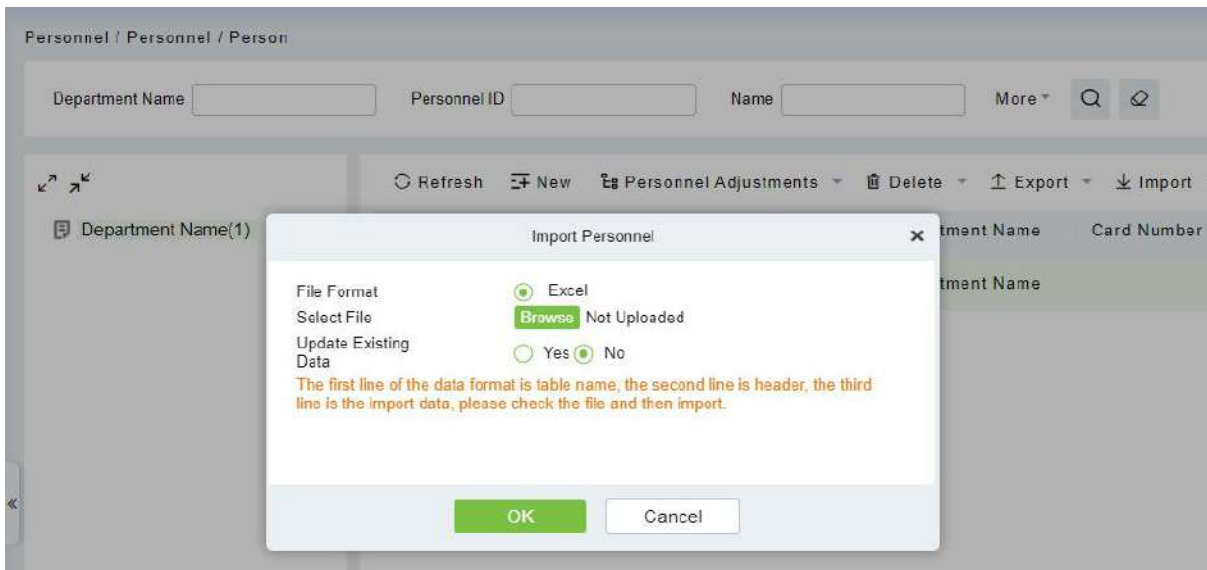 Personnel / Personnel / Person
Department Name Personnel ID Name More
Refresh New Personnel Adjustments Delete Export Import
Department Name(1)
Import Personnel
tment Name Card Number
File Format Excel
tment Name
Select File Browse Not Uploaded
Update Existing
Data
Yes No
The first line of the data format is table name, the second line is header, the third
line is the import data, please check the file and then import.
OK Cancel